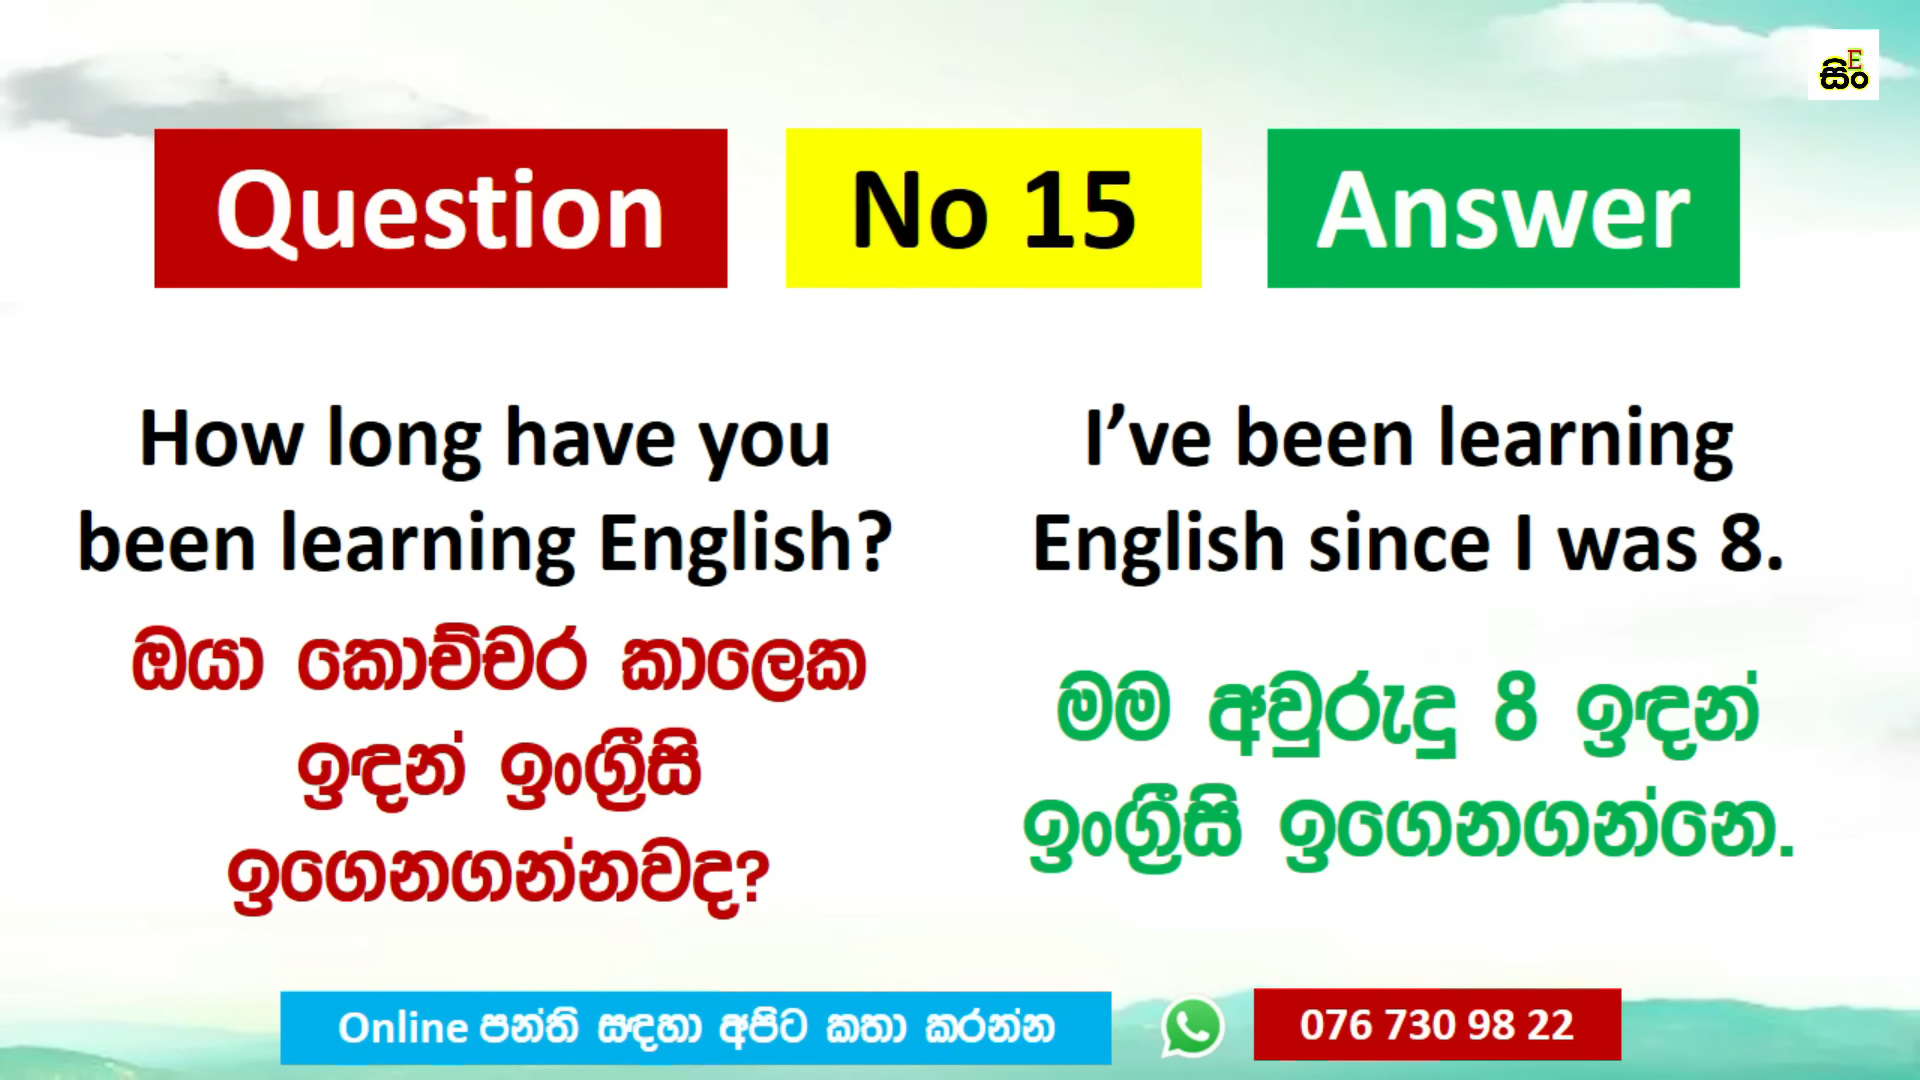 සිං
E
Question
No 15
Answer
How long have you
been learning English?
ඔයා කොච්චර කාලෙක
ඉඳන් ඉංග්‍රීසි
ඉගෙනගන්නවද?
I’ve been learning
English since I was 8.
මම අවුරුදු 8 ඉඳන්
ඉංග්‍රීසි ඉගෙනගන්නෙ.
Online පන්ති සඳහා අපිට කතා කරන්න
076 730 98 22